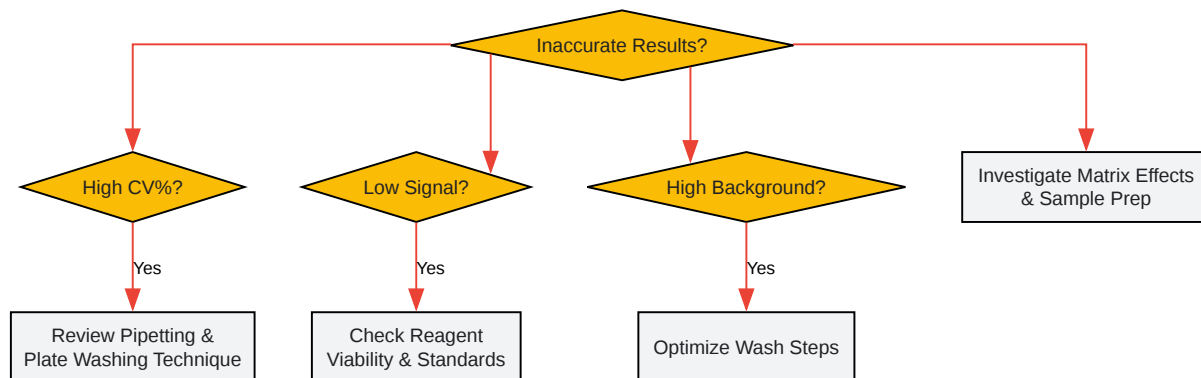 Inaccurate Results?
High CV%?
Low Signal?
High Background?
Investigate Matrix Effects
& Sample Prep
Yes
Yes
Yes
Review Pipetting &
Plate Washing Technique
Check Reagent
Viability & Standards
Optimize Wash Steps